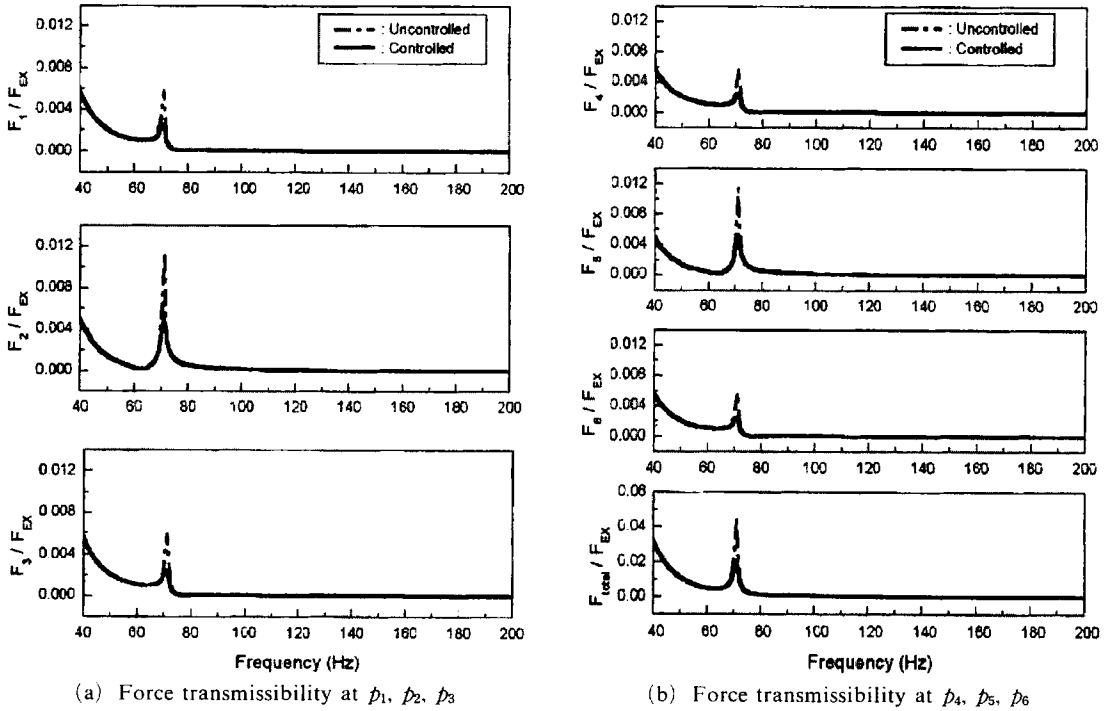 0.012
0.008
0.004
0.000
F1 / FEX
- · - : Uncontrolled
— : Controlled
40 60 80 100 120 140 160 180 200
0.012
0.008
0.004
0.000
F2 / FEX
40 60 80 100 120 140 160 180 200
0.012
0.008
0.004
0.000
F3 / FEX
40 60 80 100 120 140 160 180 200
Frequency (Hz)
(a) Force transmissibility at p1, p2, p3
0.012
0.008
0.004
0.000
F4 / FEX
- · - : Uncontrolled
— : Controlled
40 60 80 100 120 140 160 180 200
0.012
0.008
0.004
0.000
F5 / FEX
40 60 80 100 120 140 160 180 200
0.012
0.008
0.004
0.000
F6 / FEX
40 60 80 100 120 140 160 180 200
0.06
0.04
0.02
0.00
Ftotal / FEX
40 60 80 100 120 140 160 180 200
Frequency (Hz)
(b) Force transmissibility at p4, p5, p6